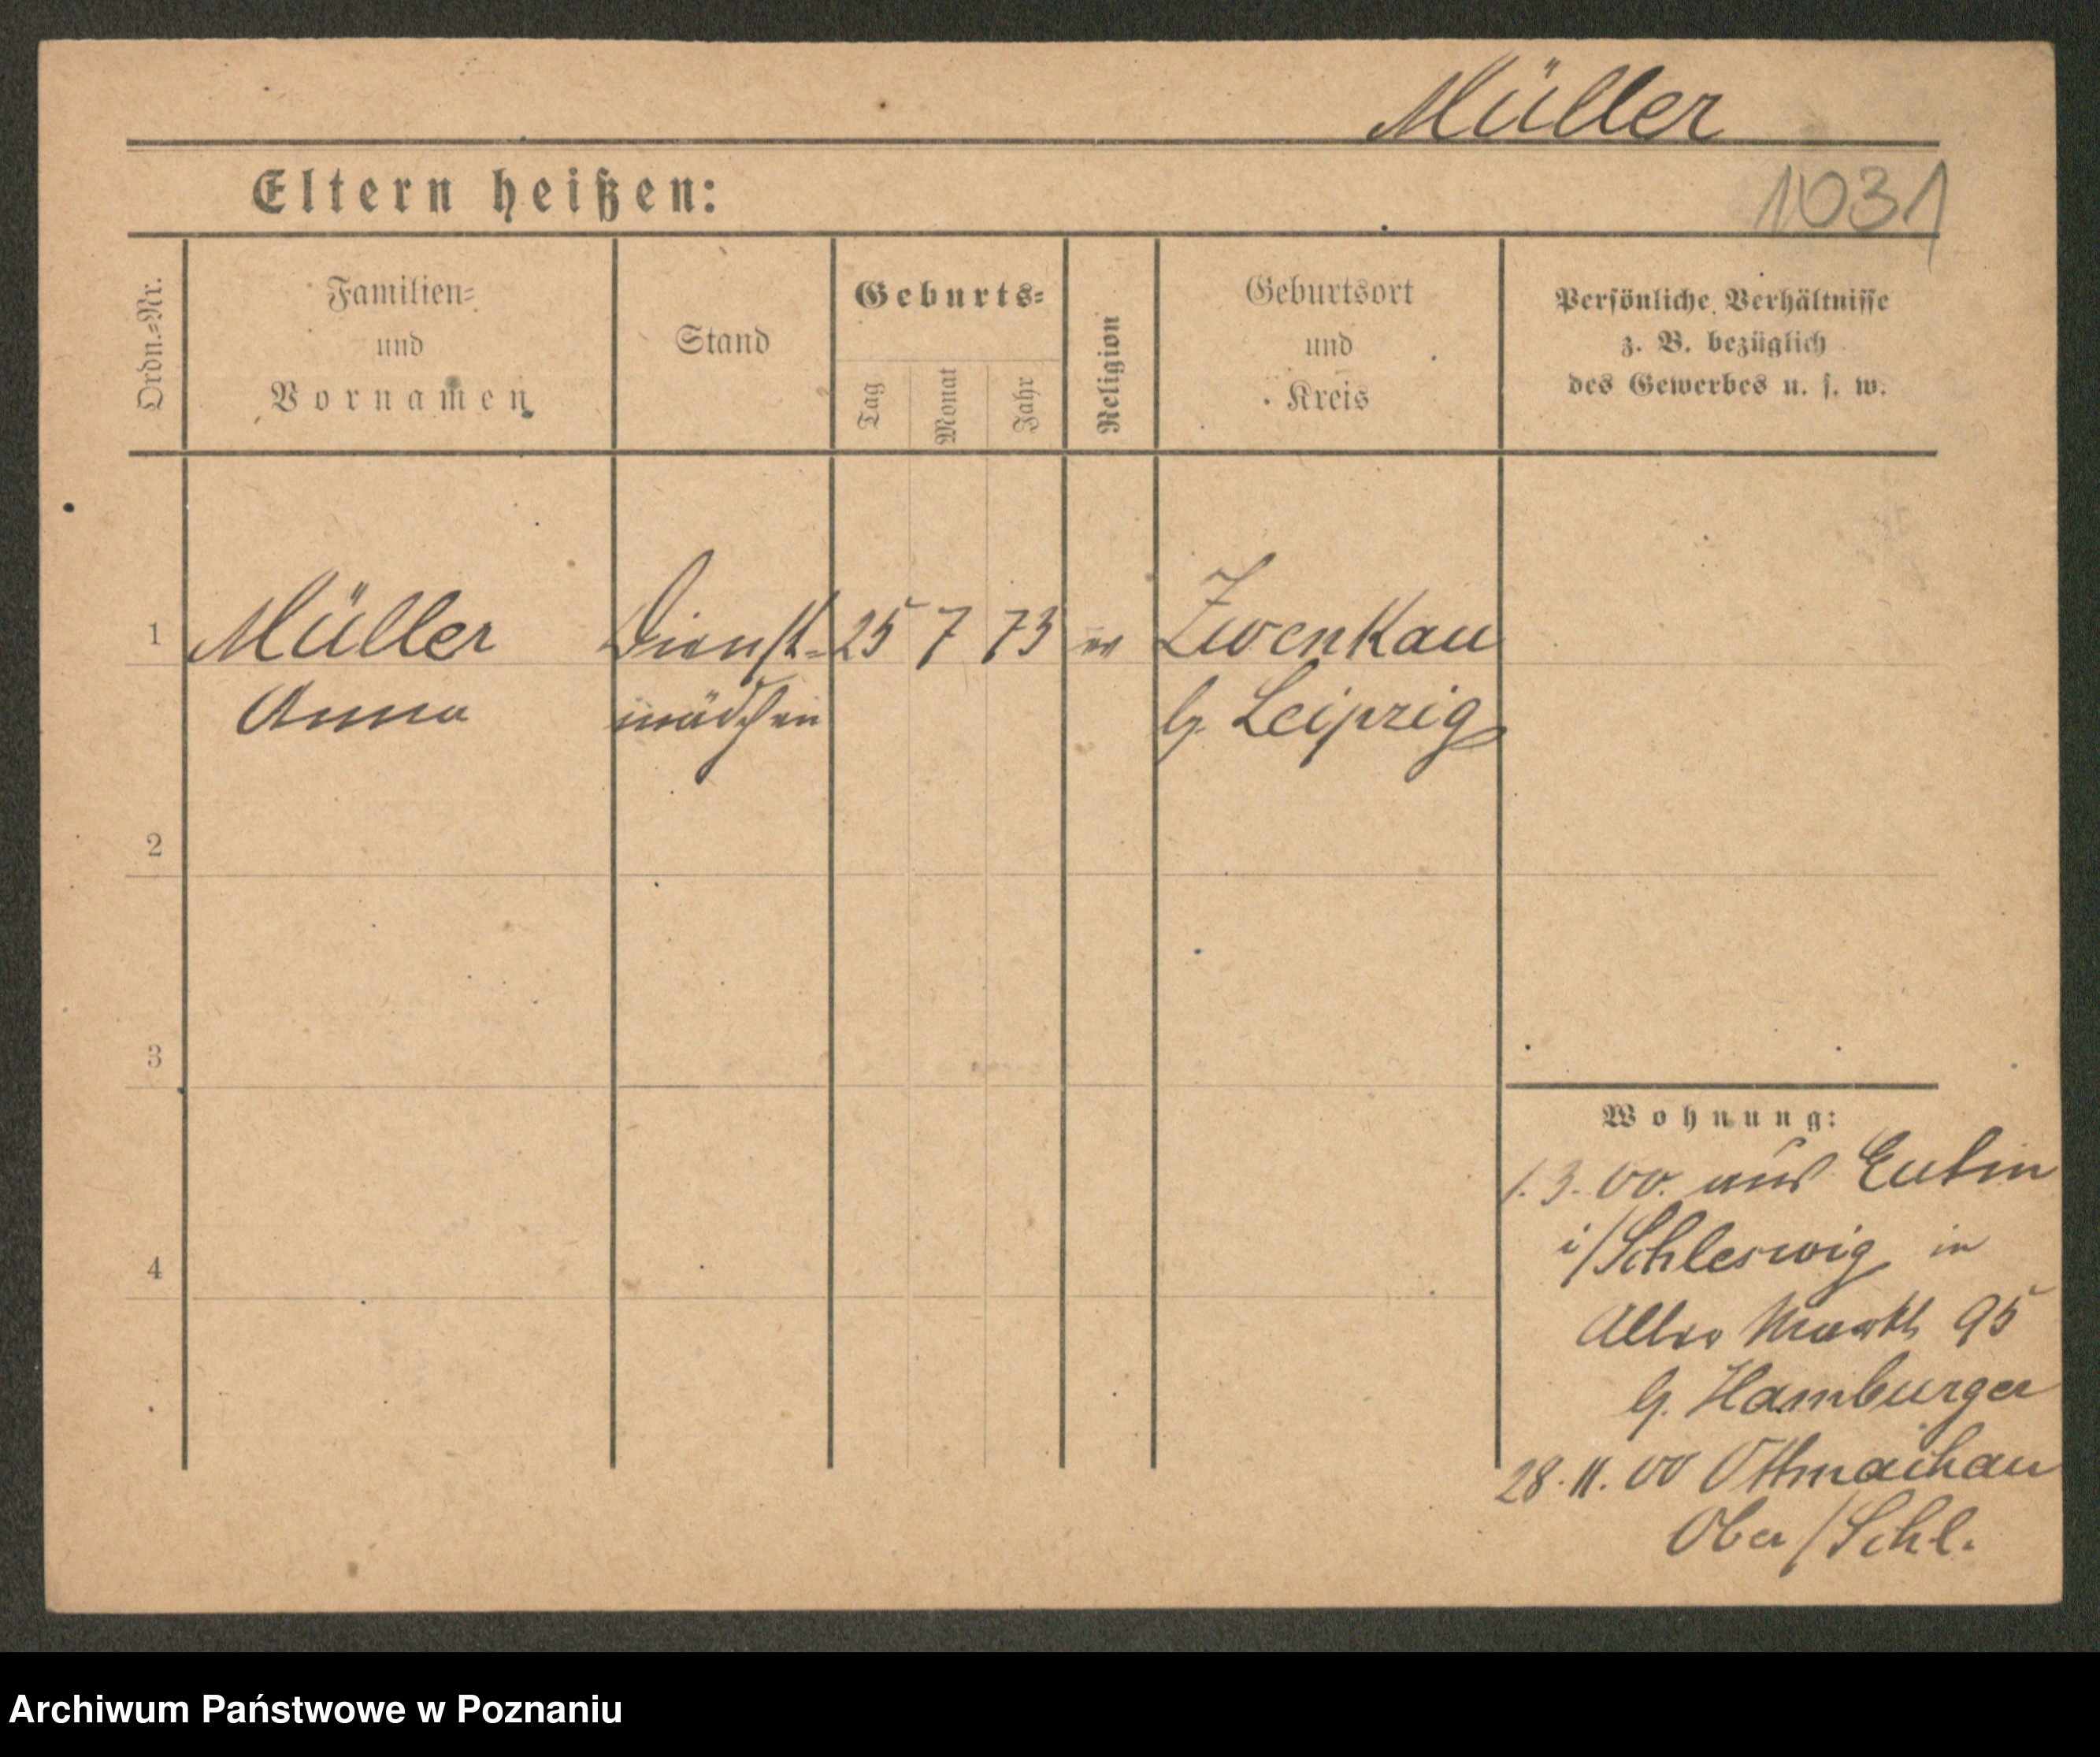 Müller
1031
Eltern heißen:
Ordn.-Nr.
Familien-
und
Vornamen
Stand
Geburts-
Tag
Monat
Jahr
Religion
Geburtsort
und
Kreis
Persönliche Verhältnisse
z. B. bezüglich
des Gewerbes u. s. w.
1 Müller Dienst- 25 7 73 ev Zwenkau
Anna mädchen b. Leipzig
2
3
4
Wohnung:
1.3.00. aus Eutin
i/Schleswig in
Alter Markt 95
b. Hamburger
28.11.00 Ottmachau
Ober/Schl.
Archiwum Państwowe w Poznaniu